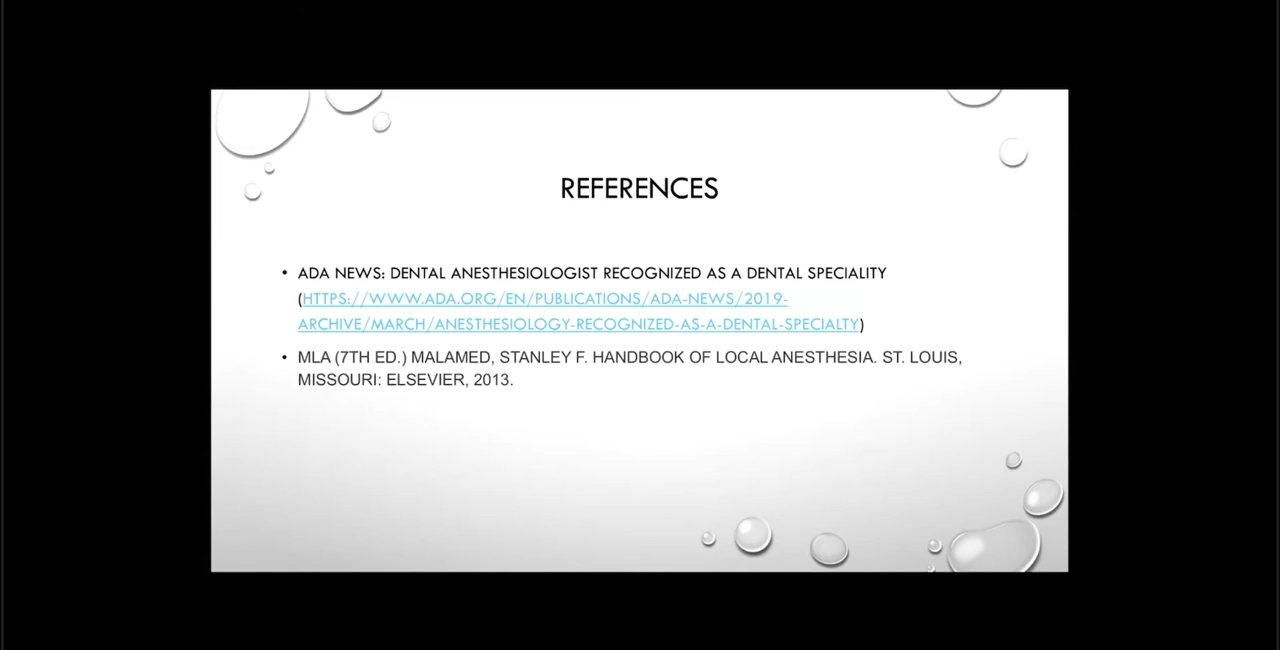 REFERENCES
• ADA NEWS: DENTAL ANESTHESIOLOGIST RECOGNIZED AS A DENTAL SPECIALITY
(HTTPS://WWW.ADA.ORG/EN/PUBLICATIONS/ADA-NEWS/2019-
ARCHIVE/MARCH/ANESTHESIOLOGY-RECOGNIZED-AS-A-DENTAL-SPECIALTY)
• MLA (7TH ED.) MALAMED, STANLEY F. HANDBOOK OF LOCAL ANESTHESIA. ST. LOUIS,
MISSOURI: ELSEVIER, 2013.